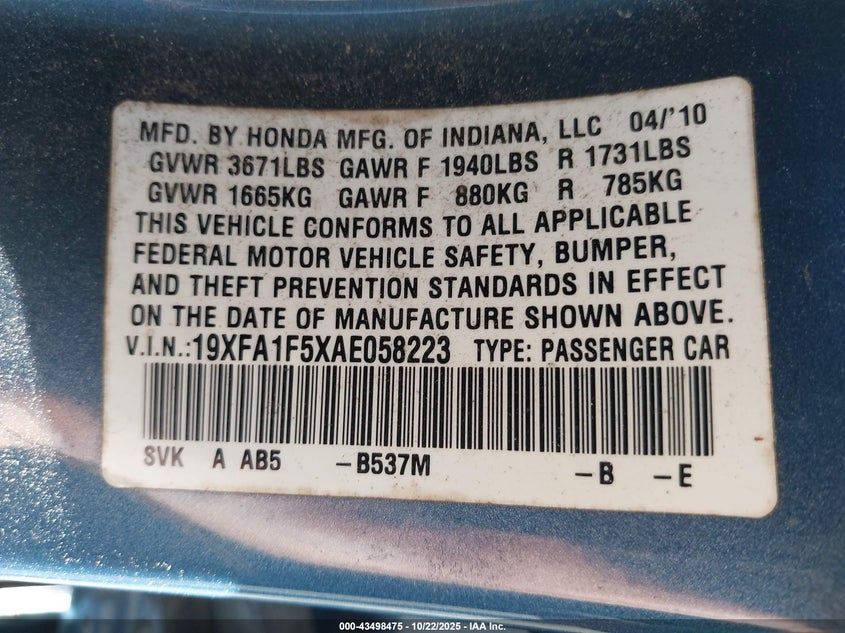 MFD. BY HONDA MFG. OF INDIANA, LLC 04/'10
GVWR 3671LBS GAWR F 1940LBS R 1731LBS
GVWR 1665KG GAWR F 880KG R 785KG
THIS VEHICLE CONFORMS TO ALL APPLICABLE
FEDERAL MOTOR VEHICLE SAFETY, BUMPER,
AND THEFT PREVENTION STANDARDS IN EFFECT
ON THE DATE OF MANUFACTURE SHOWN ABOVE.
V.I.N.:19XFA1F5XAE058223 TYPE: PASSENGER CAR
SVK A AB5 -B537M -B -E
000-43498475 - 10/22/2025 - IAA Inc.